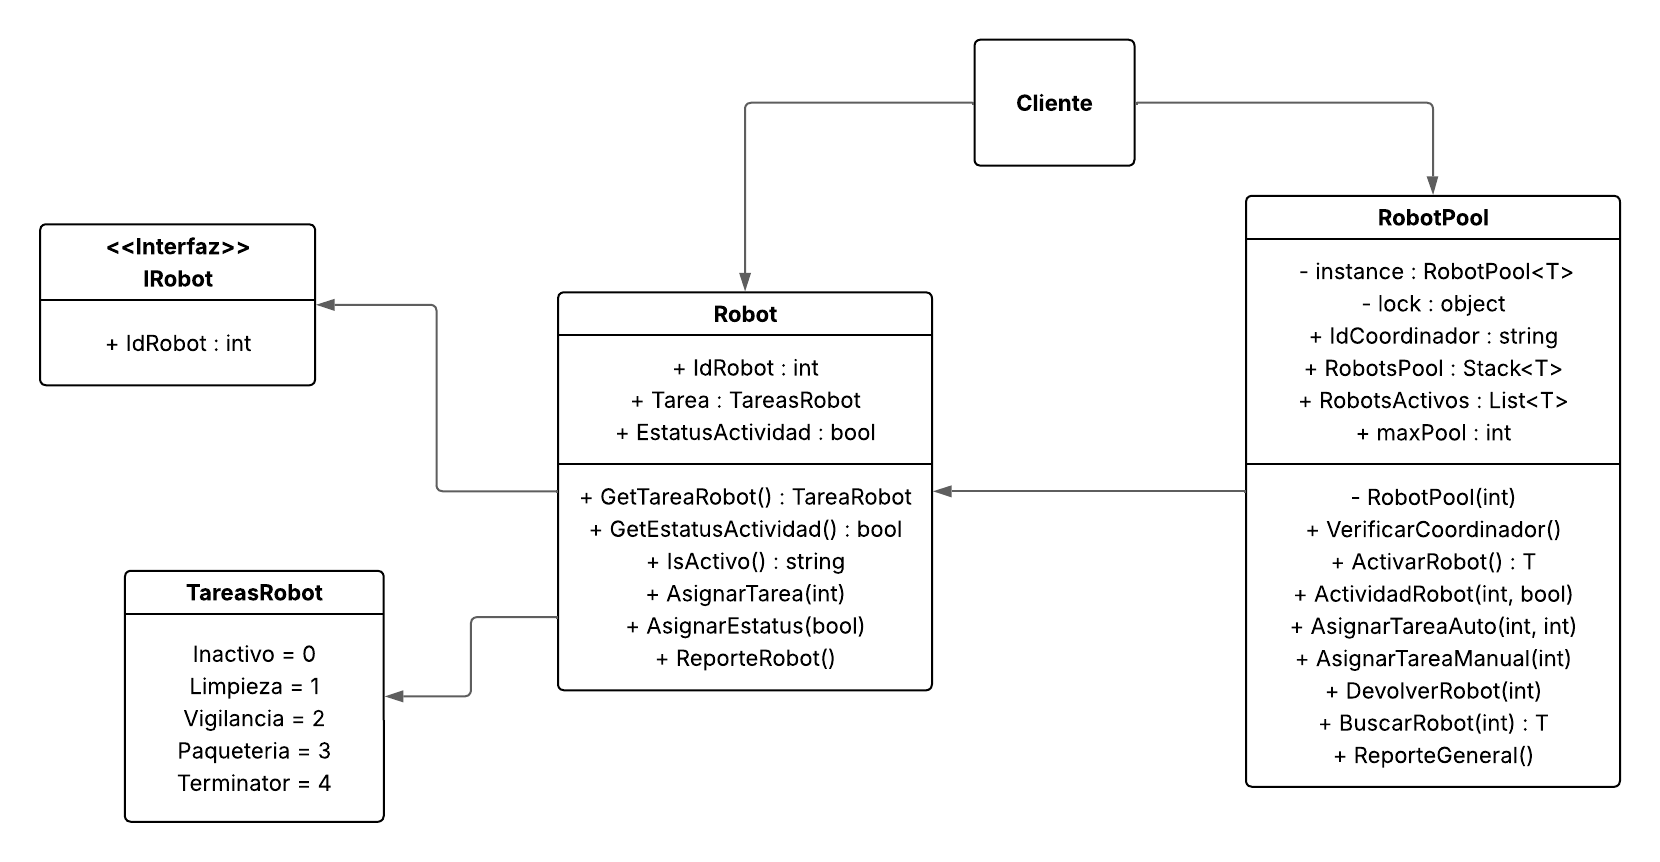 Cliente
<<Interfaz>>
IRobot
+ IdRobot : int
Robot
+ IdRobot : int
+ Tarea : TareasRobot
+ EstatusActividad : bool
+ GetTareaRobot() : TareaRobot
+ GetEstatusActividad() : bool
+ IsActivo() : string
+ AsignarTarea(int)
+ AsignarEstatus(bool)
+ ReporteRobot()
TareasRobot
Inactivo = 0
Limpieza = 1
Vigilancia = 2
Paqueteria = 3
Terminator = 4
RobotPool
- instance : RobotPool<T>
- lock : object
+ IdCoordinador : string
+ RobotsPool : Stack<T>
+ RobotsActivos : List<T>
+ maxPool : int
- RobotPool(int)
+ VerificarCoordinador()
+ ActivarRobot() : T
+ ActividadRobot(int, bool)
+ AsignarTareaAuto(int, int)
+ AsignarTareaManual(int)
+ DevolverRobot(int)
+ BuscarRobot(int) : T
+ ReporteGeneral()